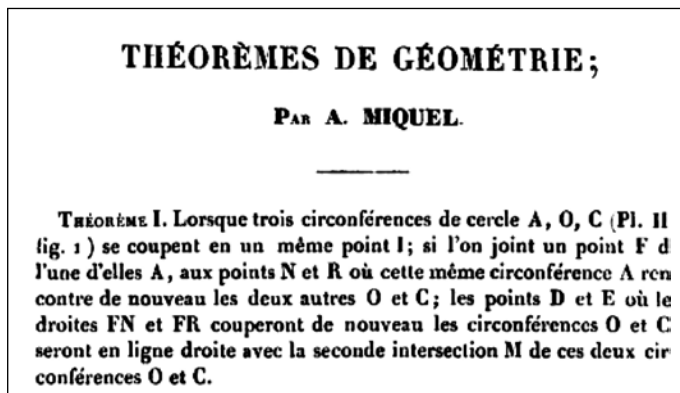 THÉORÈMES DE GÉOMÉTRIE;
PAR A. MIQUEL.
THÉORÈME I. Lorsque trois circonférences de cercle A, O, C (Pl. II
fig. 1) se coupent en un même point I; si l'on joint un point F d
l'une d'elles A, aux points N et R où cette même circonférence A ren
contre de nouveau les deux autres O et C; les points D et E où le
droites FN et FR couperont de nouveau les circonférences O et C
seront en ligne droite avec la seconde intersection M de ces deux cir
conférences O et C.